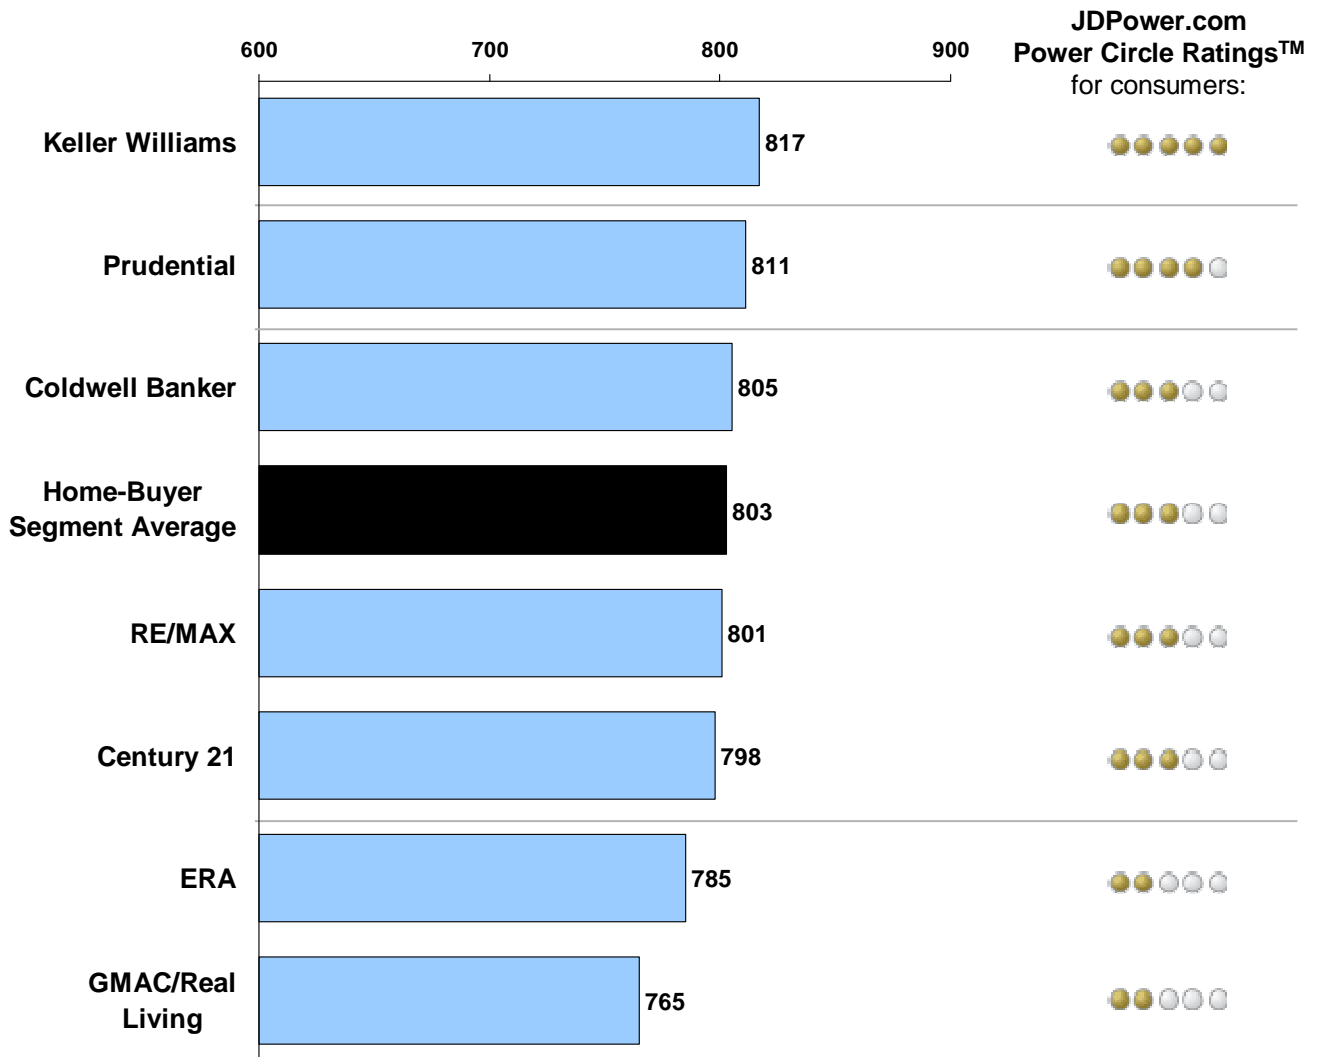 JDPower.com
Power Circle Ratings™
for consumers:
600 700 800 900
Keller Williams 817
Prudential 811
Coldwell Banker 805
Home-Buyer
Segment Average 803
RE/MAX 801
Century 21 798
ERA 785
GMAC/Real
Living 765